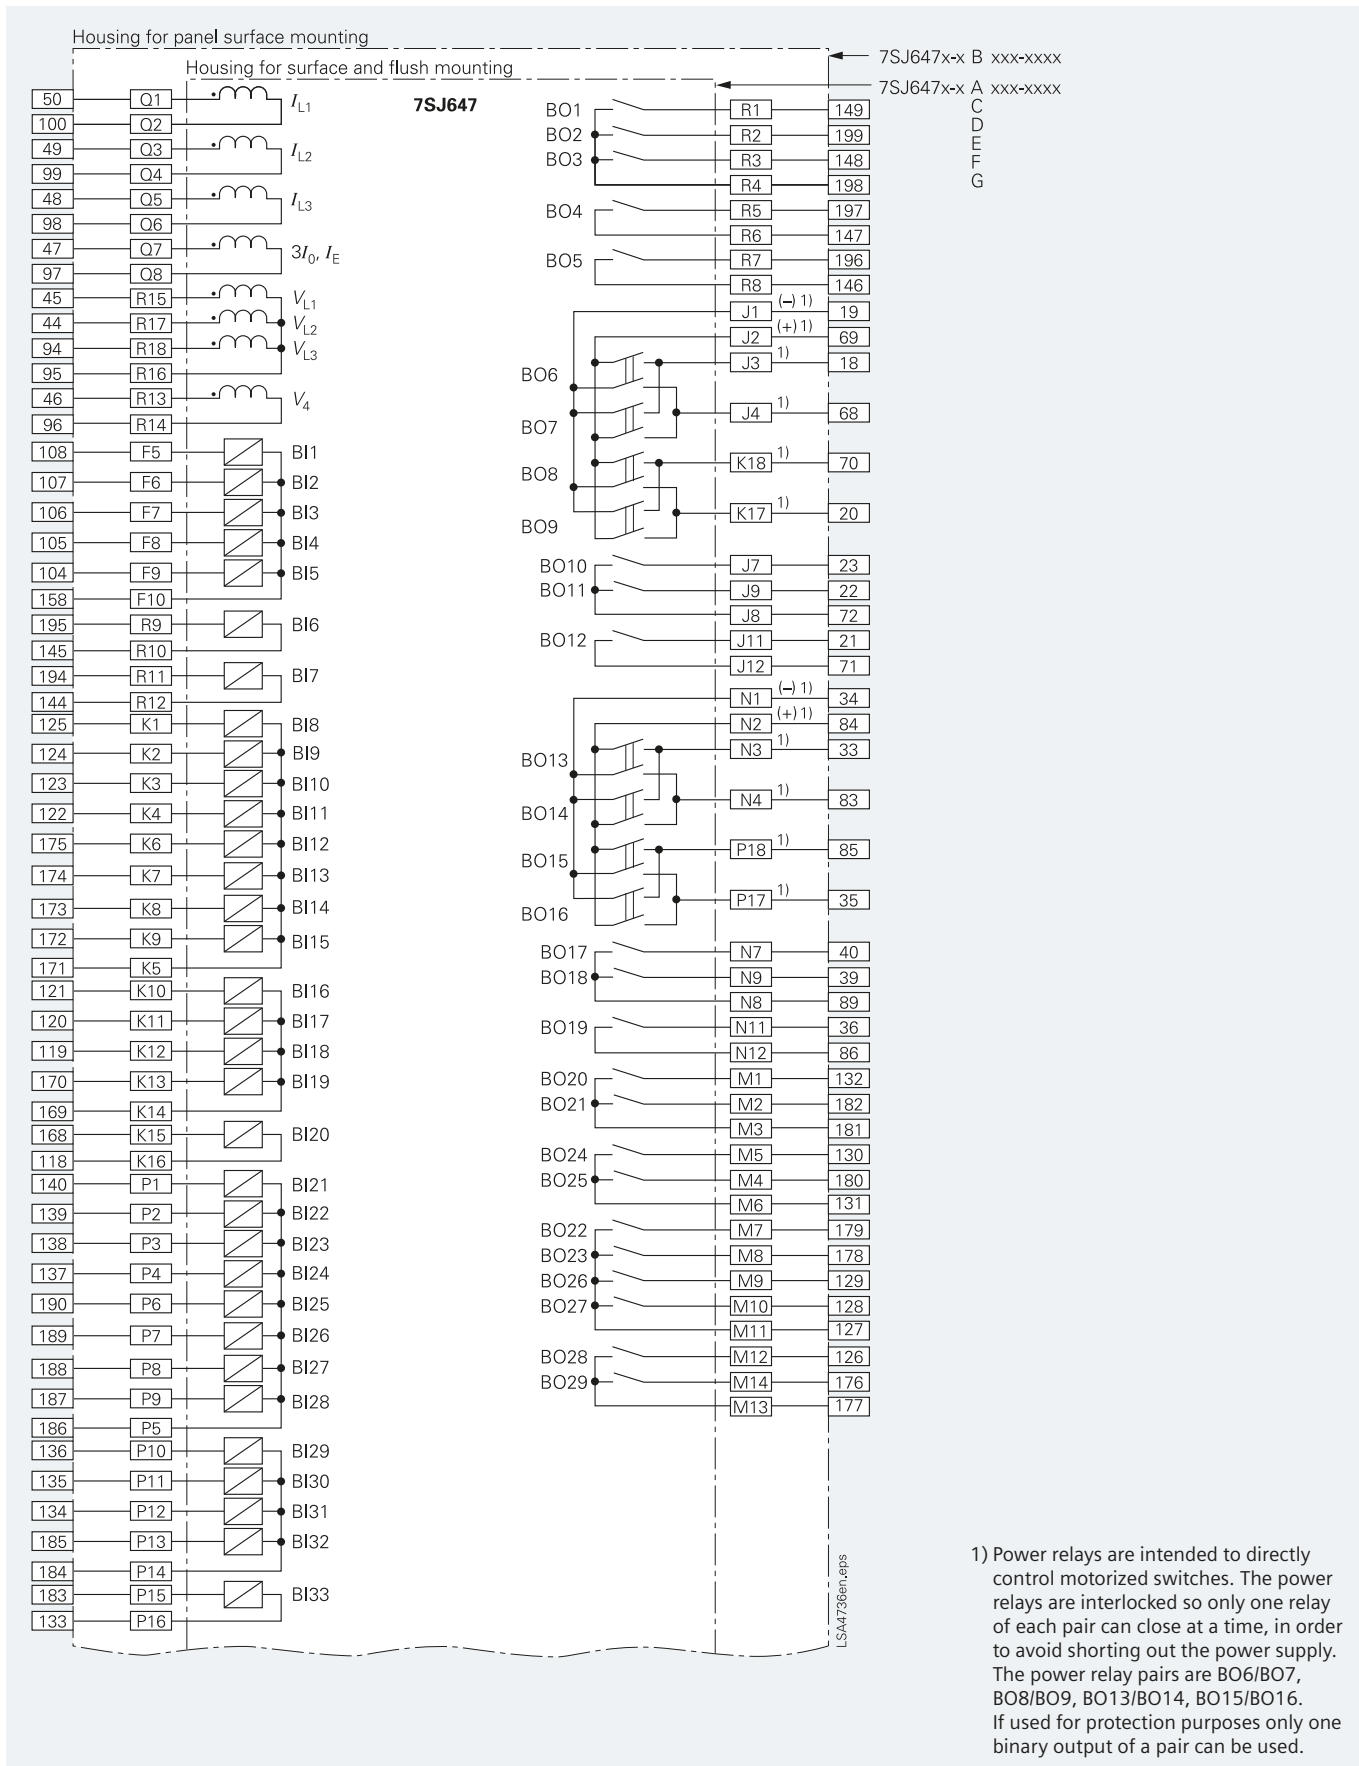 Housing for panel surface mounting
7SJ647x-x B xxx-xxxx
Housing for surface and flush mounting
7SJ647x-x A xxx-xxxx
C
D
E
F
G
7SJ647
50 Q1 IL1
100 Q2
49 Q3 IL2
99 Q4
48 Q5 IL3
98 Q6
47 Q7 3I0, IE
97 Q8
45 R15 VL1
44 R17 VL2
94 R18 VL3
95 R16
46 R13 V4
96 R14
108 F5 BI1
107 F6 BI2
106 F7 BI3
105 F8 BI4
104 F9 BI5
158 F10
195 R9 BI6
145 R10
194 R11 BI7
144 R12
125 K1 BI8
124 K2 BI9
123 K3 BI10
122 K4 BI11
175 K6 BI12
174 K7 BI13
173 K8 BI14
172 K9 BI15
171 K5
121 K10 BI16
120 K11 BI17
119 K12 BI18
170 K13 BI19
169 K14
168 K15 BI20
118 K16
140 P1 BI21
139 P2 BI22
138 P3 BI23
137 P4 BI24
190 P6 BI25
189 P7 BI26
188 P8 BI27
187 P9 BI28
186 P5
136 P10 BI29
135 P11 BI30
134 P12 BI31
185 P13 BI32
184 P14
183 P15 BI33
133 P16
BO1 R1 149
BO2 R2 199
BO3 R3 148
R4 198
BO4 R5 197
R6 147
BO5 R7 196
R8 146
J1 (–) 1) 19
J2 (+) 1) 69
J3 1) 18
BO6
J4 1) 68
BO7
K18 1) 70
BO8
K17 1) 20
BO9
BO10 J7 23
BO11 J9 22
J8 72
BO12 J11 21
J12 71
N1 (–) 1) 34
N2 (+) 1) 84
N3 1) 33
BO13
N4 1) 83
BO14
P18 1) 85
BO15
P17 1) 35
BO16
BO17 N7 40
BO18 N9 39
N8 89
BO19 N11 36
N12 86
BO20 M1 132
BO21 M2 182
M3 181
BO24 M5 130
BO25 M4 180
M6 131
BO22 M7 179
BO23 M8 178
BO26 M9 129
BO27 M10 128
M11 127
BO28 M12 126
BO29 M14 176
M13 177
LSA4736en.eps
1) Power relays are intended to directly
control motorized switches. The power
relays are interlocked so only one relay
of each pair can close at a time, in order
to avoid shorting out the power supply.
The power relay pairs are BO6/BO7,
BO8/BO9, BO13/BO14, BO15/BO16.
If used for protection purposes only one
binary output of a pair can be used.